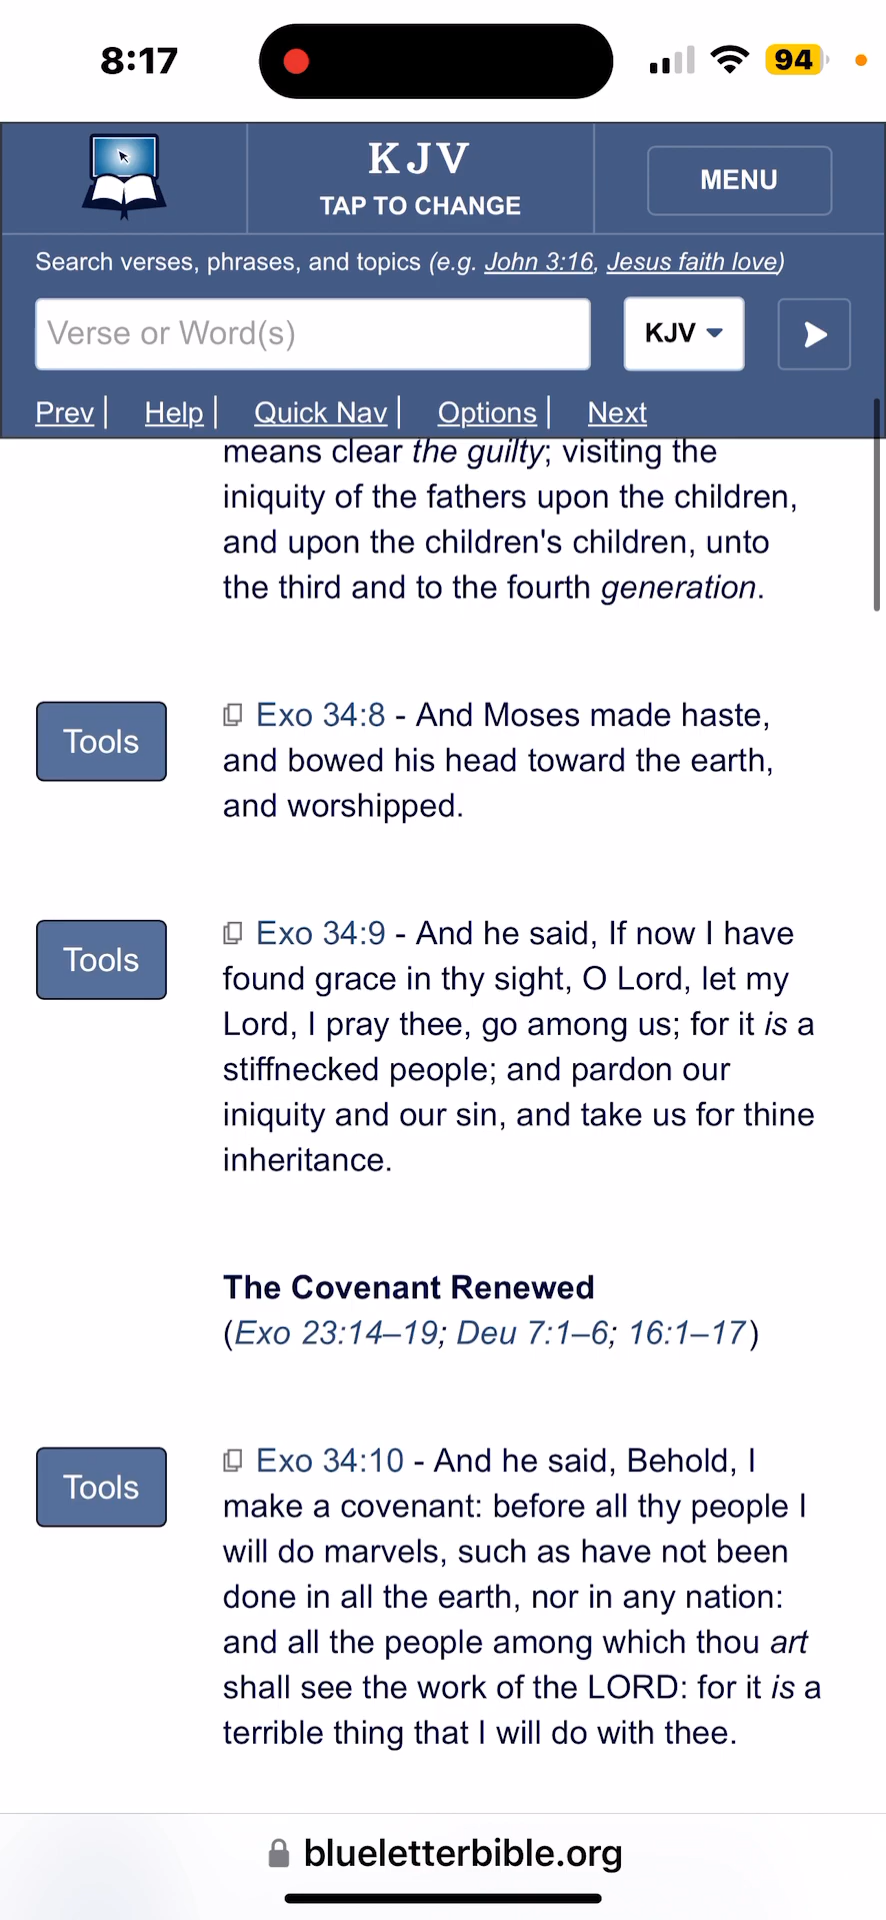 8:17
94
KJV
TAP TO CHANGE
MENU
Search verses, phrases, and topics (e.g. John 3:16, Jesus faith love)
Verse or Word(s)
KJV
Prev | Help | Quick Nav | Options | Next
means clear the guilty; visiting the
iniquity of the fathers upon the children,
and upon the children's children, unto
the third and to the fourth generation.
Tools
Exo 34:8 - And Moses made haste,
and bowed his head toward the earth,
and worshipped.
Tools
Exo 34:9 - And he said, If now I have
found grace in thy sight, O Lord, let my
Lord, I pray thee, go among us; for it is a
stiffnecked people; and pardon our
iniquity and our sin, and take us for thine
inheritance.
The Covenant Renewed
(Exo 23:14–19; Deu 7:1–6; 16:1–17)
Tools
Exo 34:10 - And he said, Behold, I
make a covenant: before all thy people I
will do marvels, such as have not been
done in all the earth, nor in any nation:
and all the people among which thou art
shall see the work of the LORD: for it is a
terrible thing that I will do with thee.
blueletterbible.org